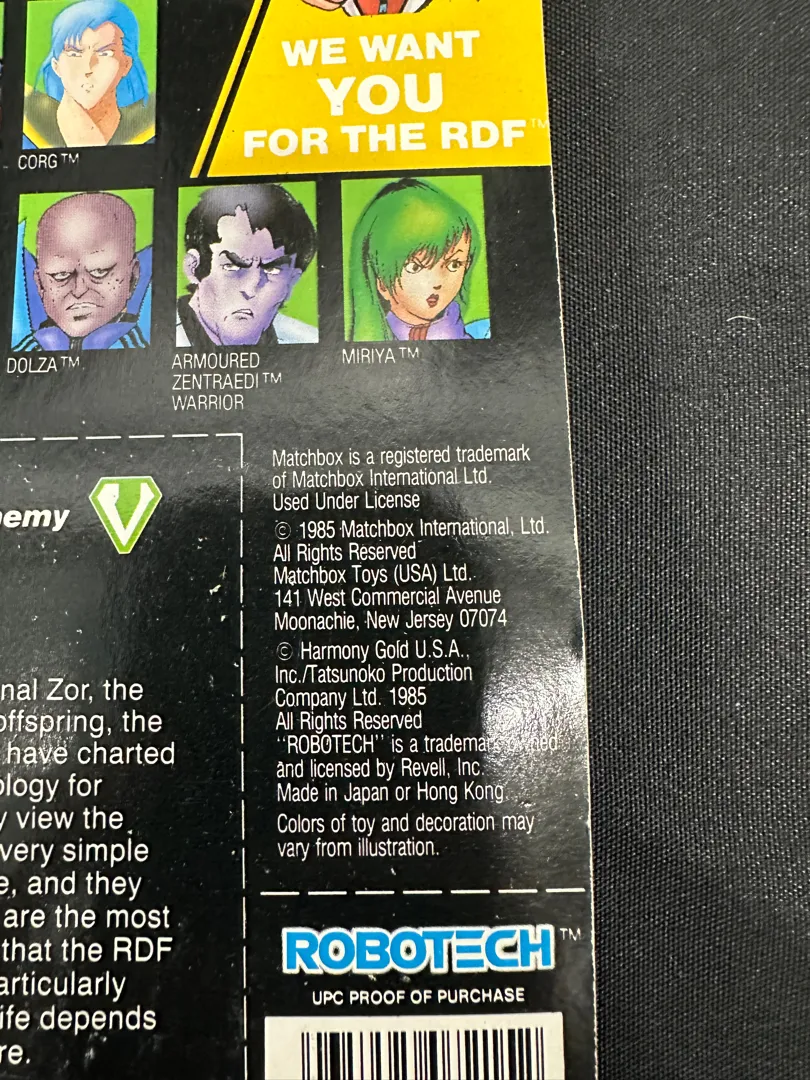 WE WANT
YOU
FOR THE RDF™
CORG™
DOLZA™
ARMOURED
ZENTRAEDI™
WARRIOR
MIRIYA™
emy
V
nal Zor, the
offspring, the
have charted
ology for
y view the
very simple
e, and they
are the most
that the RDF
articularly
ife depends
re.
Matchbox is a registered trademark
of Matchbox International Ltd.
Used Under License
© 1985 Matchbox International, Ltd.
All Rights Reserved
Matchbox Toys (USA) Ltd.
141 West Commercial Avenue
Moonachie, New Jersey 07074
© Harmony Gold U.S.A.,
Inc./Tatsunoko Production
Company Ltd. 1985
All Rights Reserved
"ROBOTECH" is a trademark owned
and licensed by Revell, Inc.
Made in Japan or Hong Kong.
Colors of toy and decoration may
vary from illustration.
ROBOTECH™
UPC PROOF OF PURCHASE